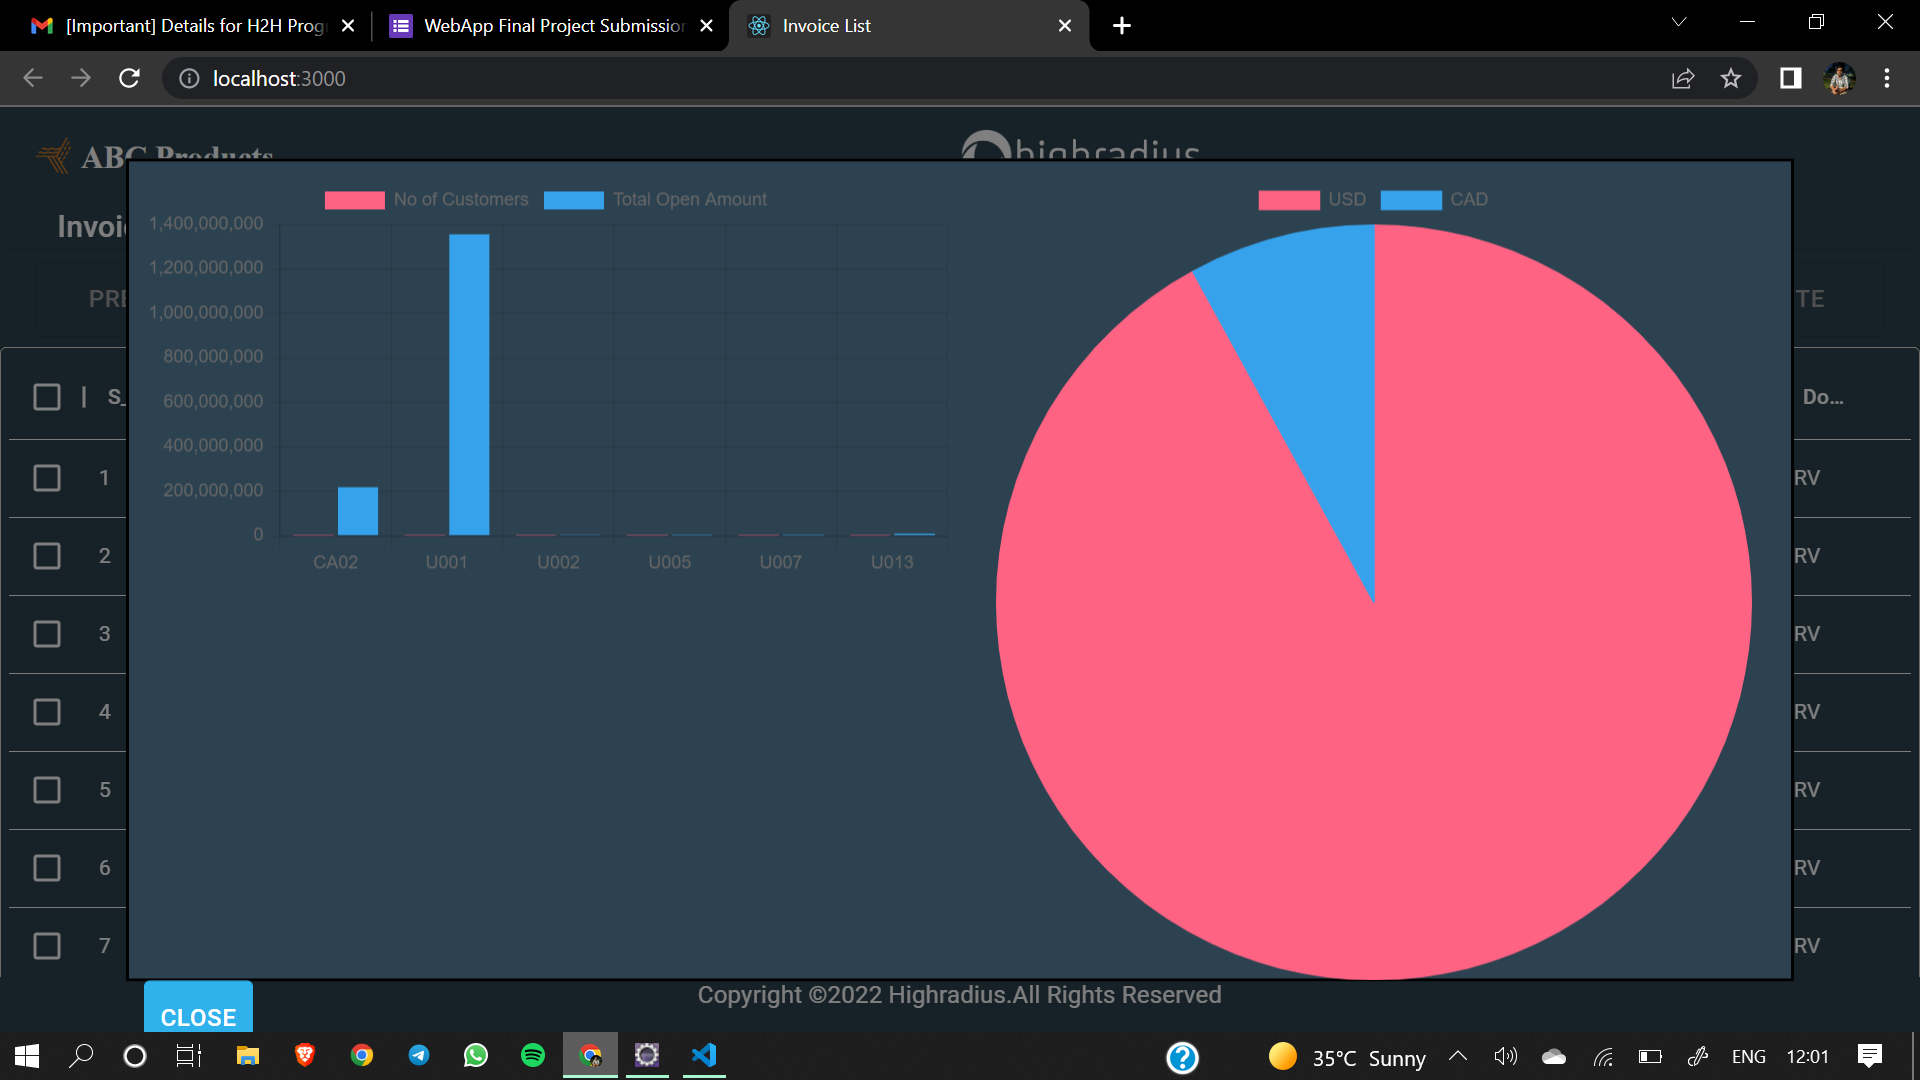 [Important] Details for H2H Prog
WebApp Final Project Submission
Invoice List
localhost:3000
ABC Products
highradius
Invoi
PRE
TE
No of Customers
Total Open Amount
USD
CAD
1,400,000,000
1,200,000,000
1,000,000,000
800,000,000
600,000,000
400,000,000
200,000,000
0
CA02
U001
U002
U005
U007
U013
| S_
Do...
1
RV
2
RV
3
RV
4
RV
5
RV
6
RV
7
RV
CLOSE
Copyright ©2022 Highradius.All Rights Reserved
35°C Sunny
ENG
12:01